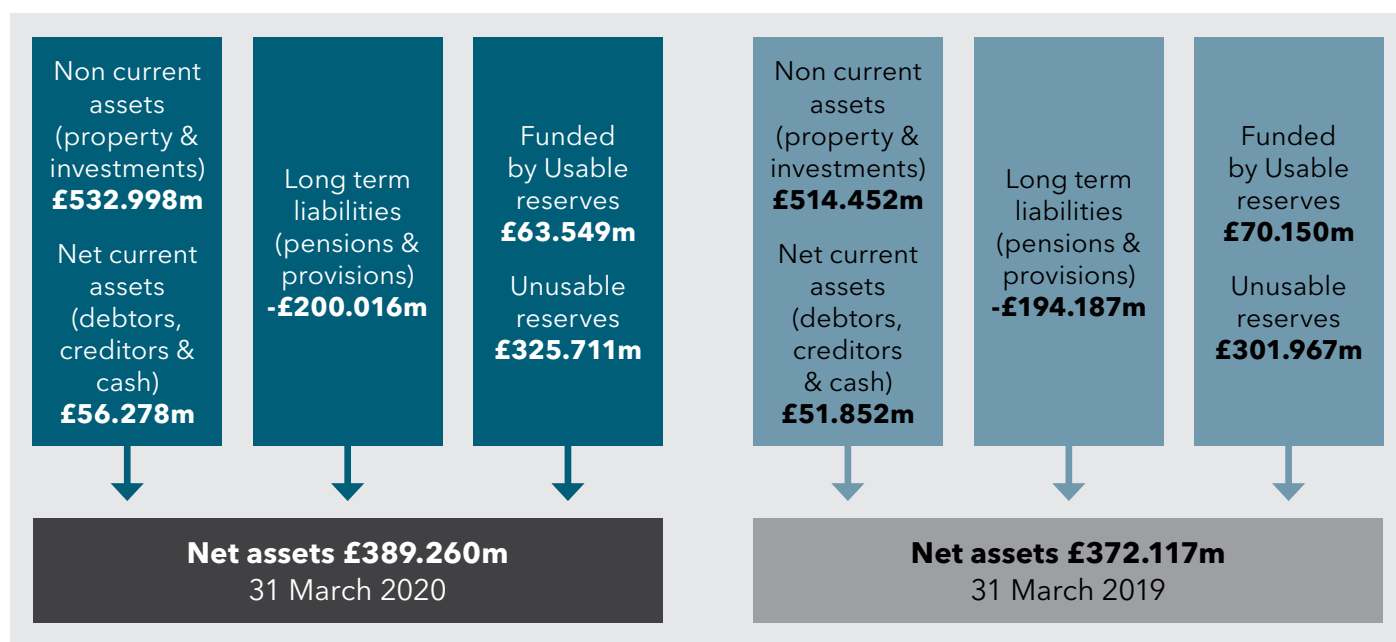 Non current
assets
(property &
investments)
£532.998m
Net current
assets
(debtors,
creditors &
cash)
£56.278m
Long term
liabilities
(pensions &
provisions)
-£200.016m
Funded
by Usable
reserves
£63.549m
Unusable
reserves
£325.711m
Net assets £389.260m
31 March 2020
Non current
assets
(property &
investments)
£514.452m
Net current
assets
(debtors,
creditors
& cash)
£51.852m
Long term
liabilities
(pensions &
provisions)
-£194.187m
Funded
by Usable
reserves
£70.150m
Unusable
reserves
£301.967m
Net assets £372.117m
31 March 2019